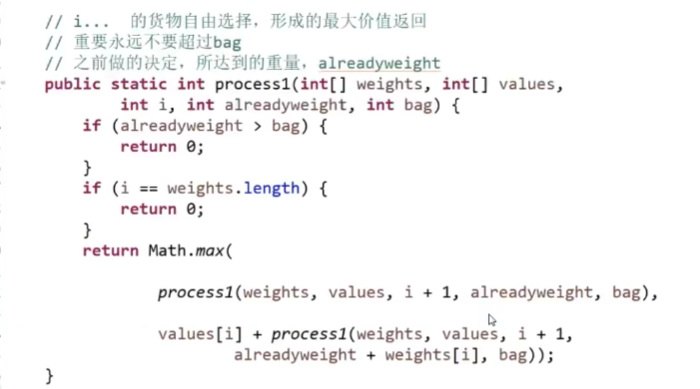 // i... 的货物自由选择，形成的最大价值返回
// 重要永远不要超过bag
// 之前做的决定，所达到的重量，alreadyweight
public static int process1(int[] weights, int[] values,
int i, int alreadyweight, int bag) {
if (alreadyweight > bag) {
return 0;
}
if (i == weights.length) {
return 0;
}
return Math.max(
process1(weights, values, i + 1, alreadyweight, bag),
values[i] + process1(weights, values, i + 1,
alreadyweight + weights[i], bag));
}